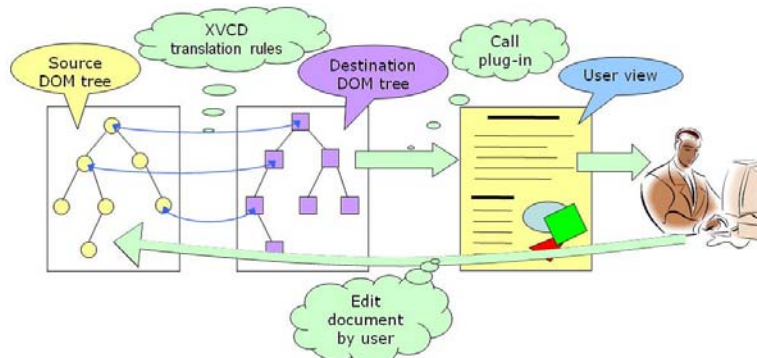 XVCD
translation rules
Source
DOM tree
Destination
DOM tree
Call
plug-in
User view
Edit
document
by user